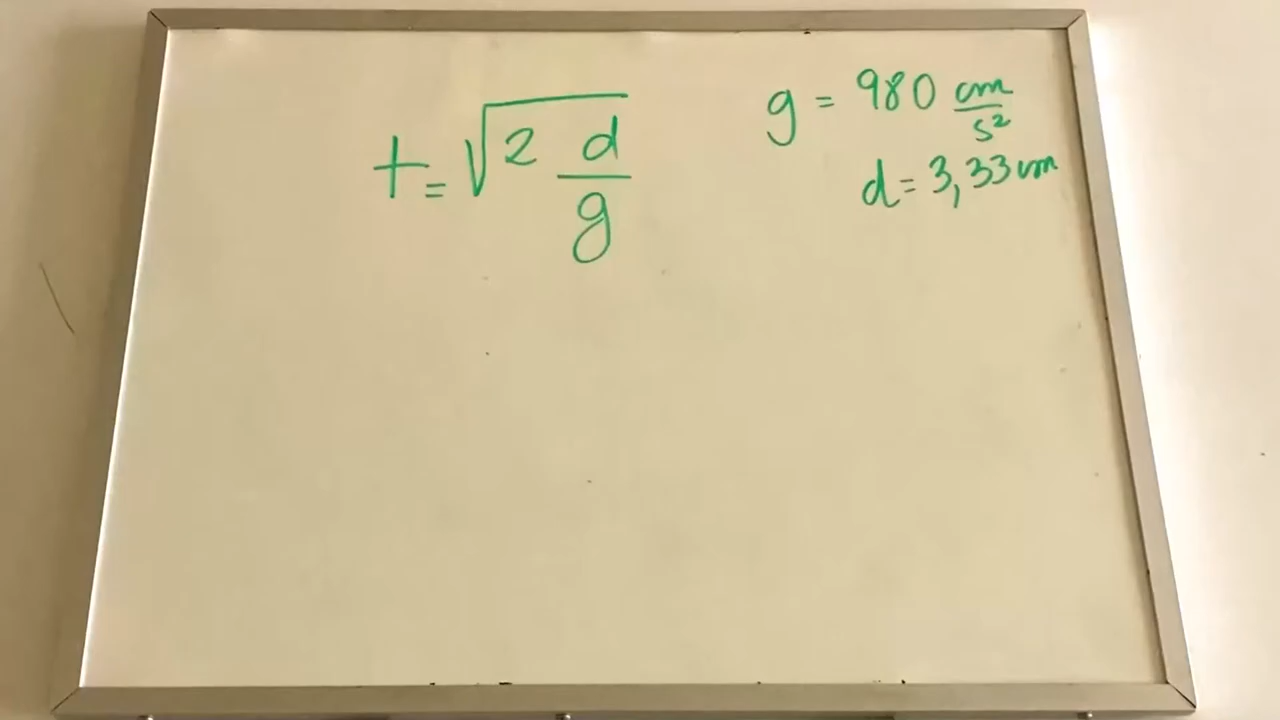 t = √(2 d/g)
g = 980 cm/s²
d = 3,33 cm